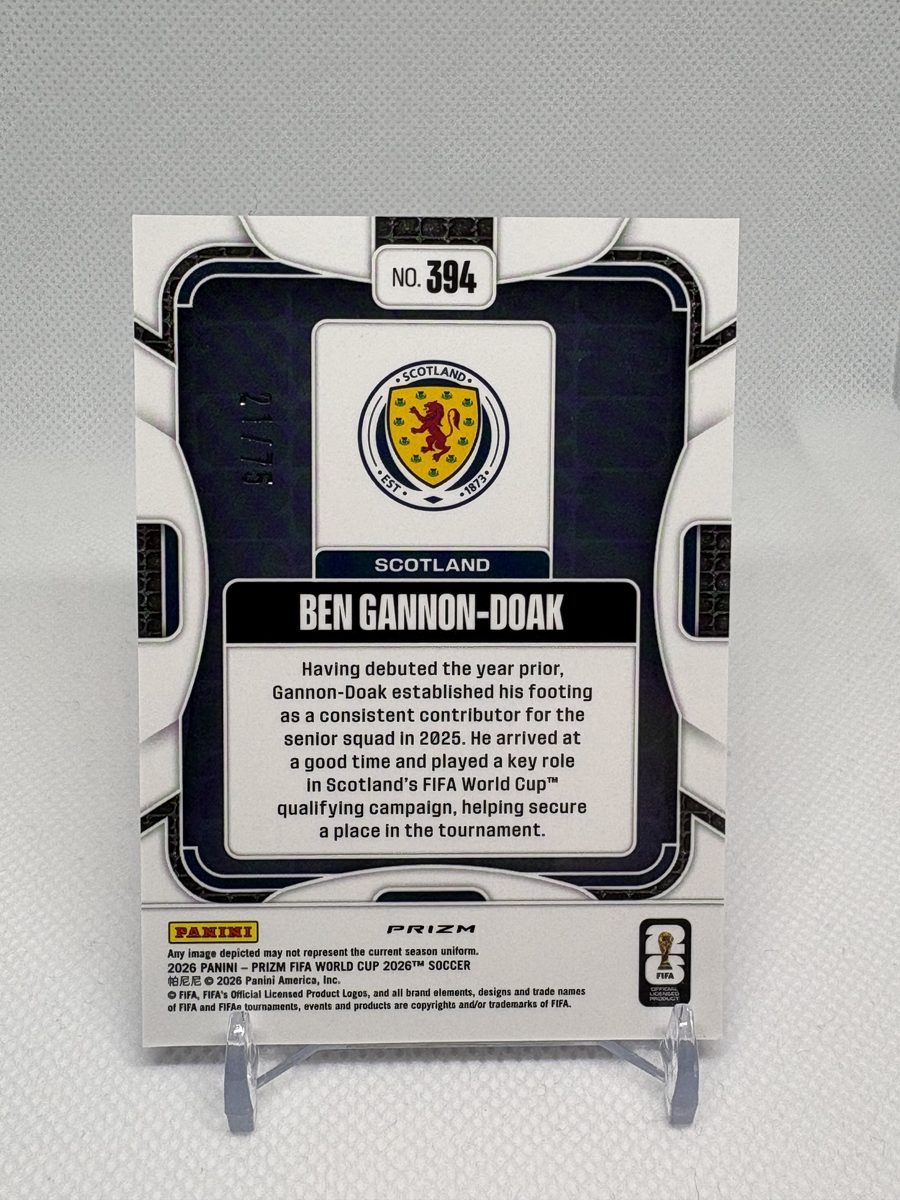 NO. 394
21/75
SCOTLAND
EST 1873
SCOTLAND
BEN GANNON-DOAK
Having debuted the year prior,
Gannon-Doak established his footing
as a consistent contributor for the
senior squad in 2025. He arrived at
a good time and played a key role
in Scotland's FIFA World Cup™
qualifying campaign, helping secure
a place in the tournament.
PANINI
PRIZM
Any image depicted may not represent the current season uniform.
2026 PANINI – PRIZM FIFA WORLD CUP 2026™ SOCCER
帕尼尼 © 2026 Panini America, Inc.
© FIFA, FIFA's Official Licensed Product Logos, and all brand elements, designs and trade names
of FIFA and FIFAe tournaments, events and products are copyrights and/or trademarks of FIFA.
26
FIFA
OFFICIAL
LICENSED
PRODUCT